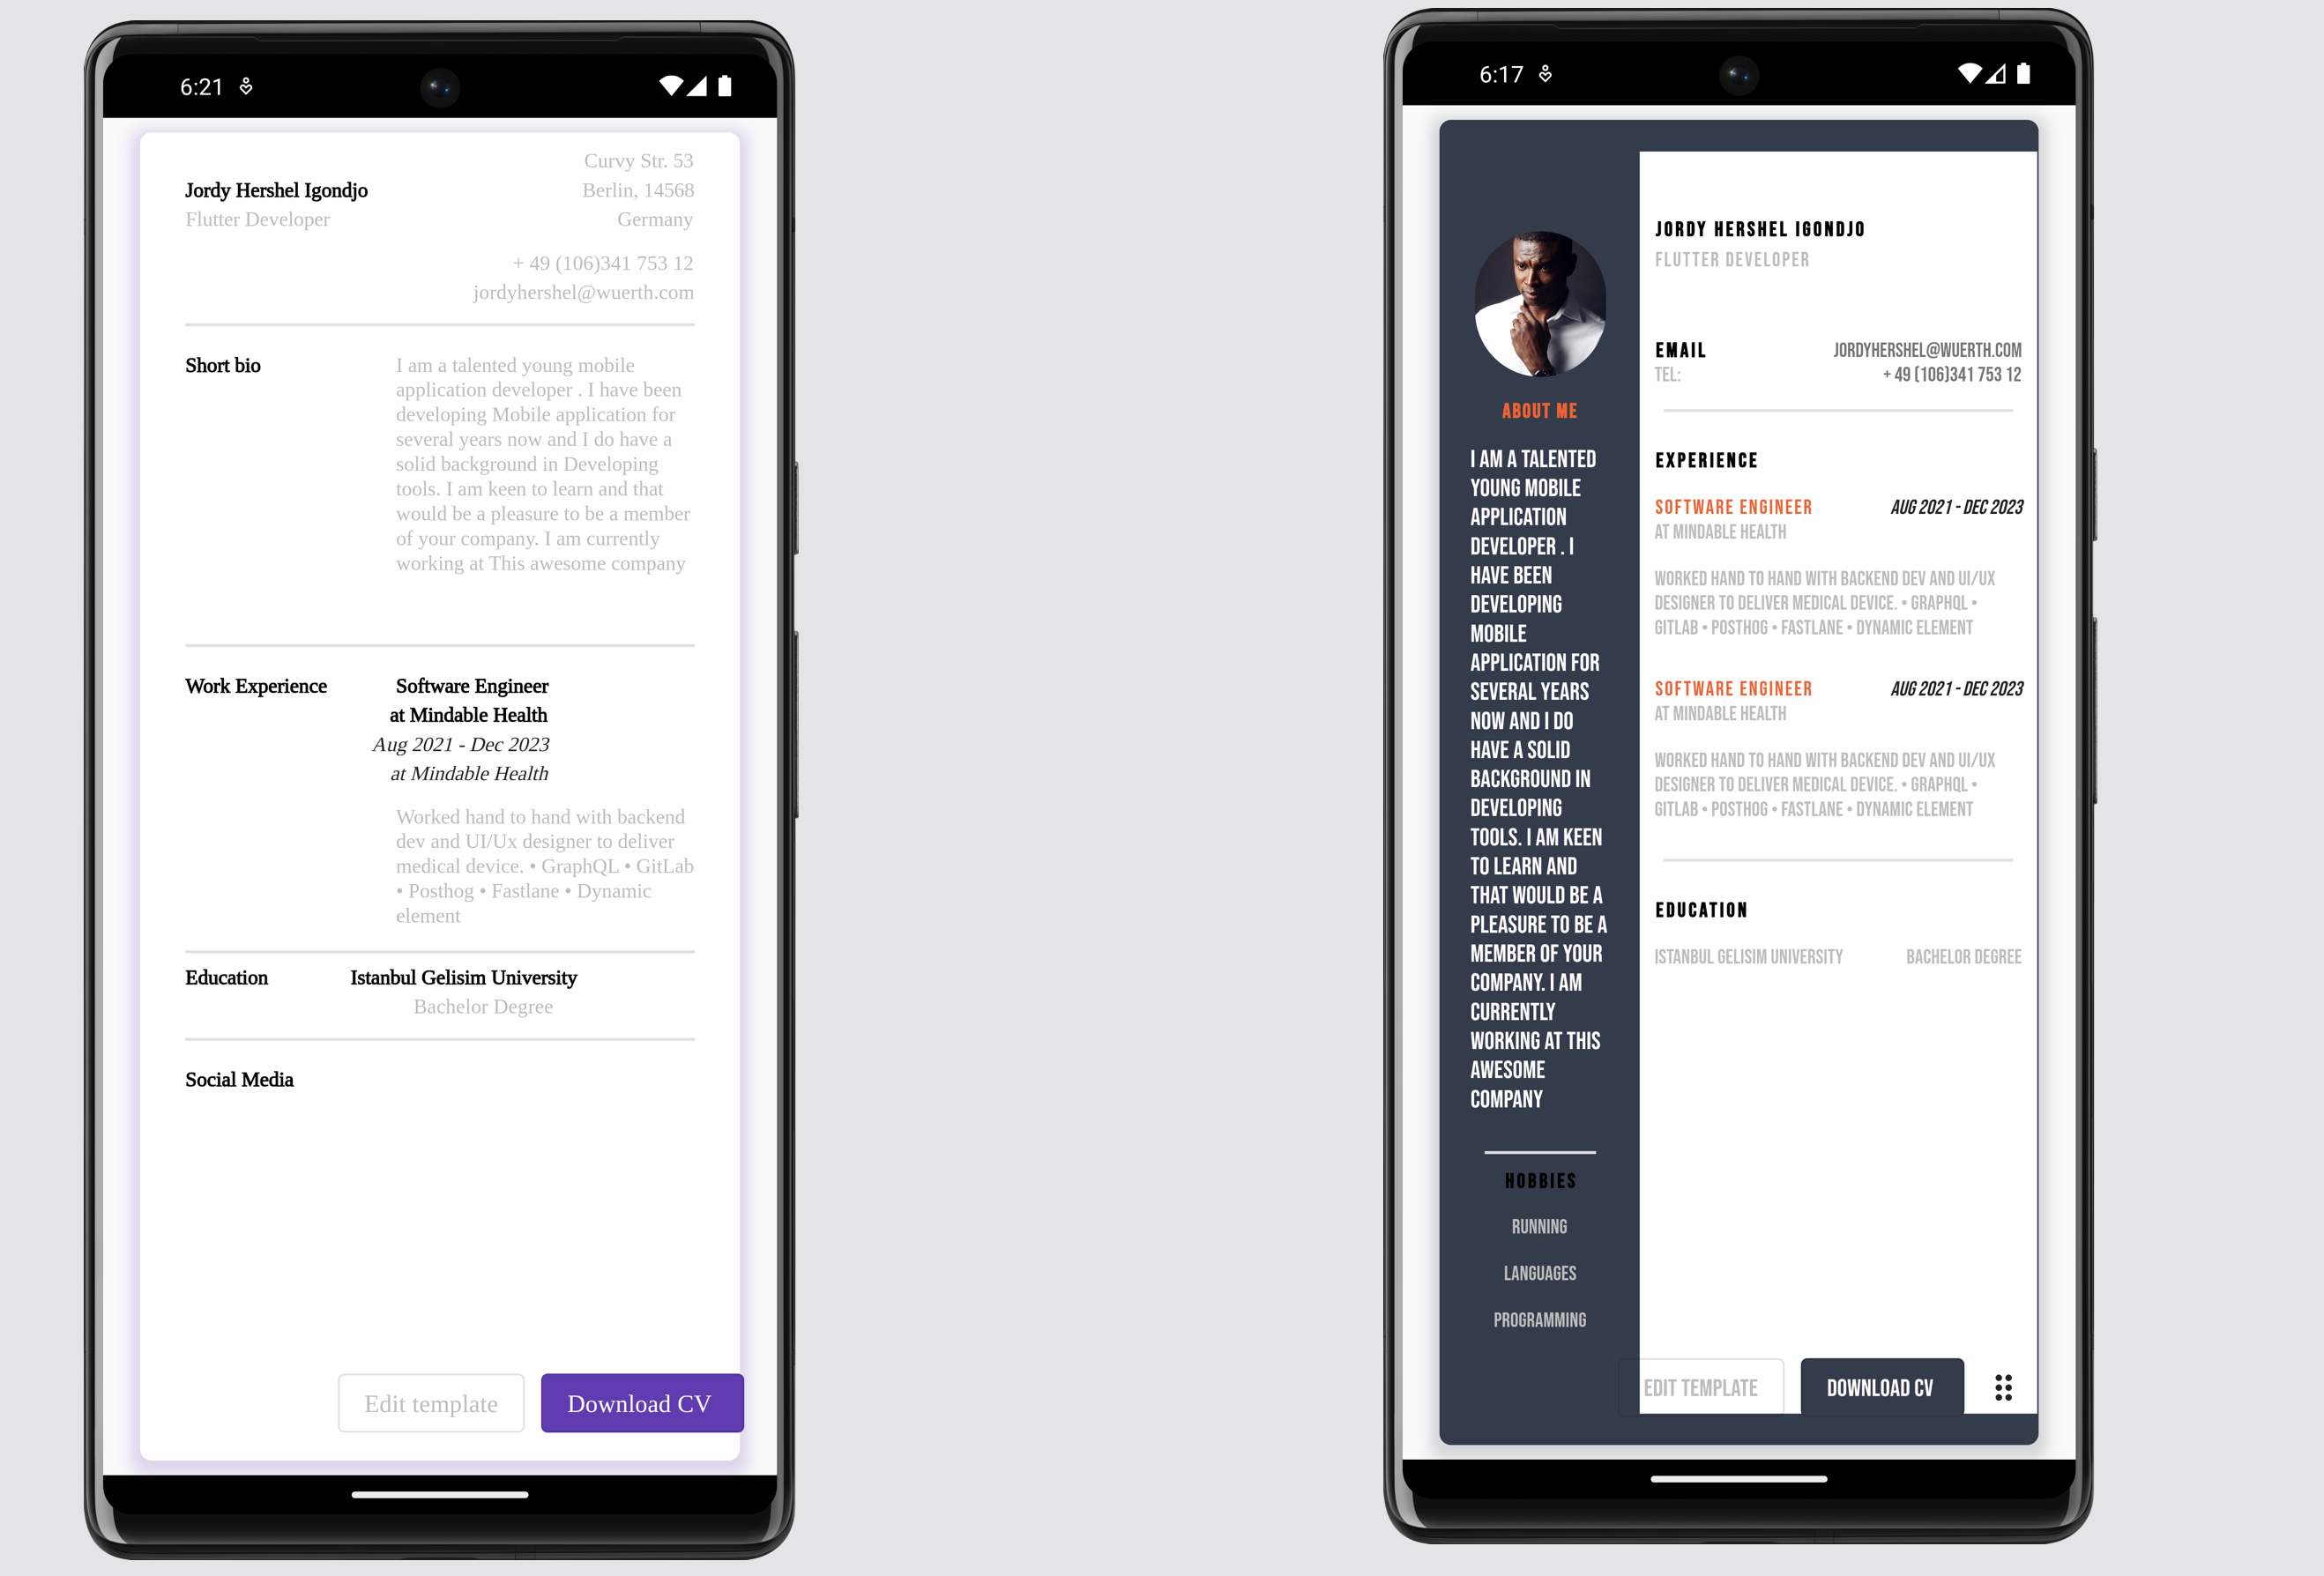 6:21
Curvy Str. 53
Jordy Hershel Igondjo
Berlin, 14568
Flutter Developer
Germany
+ 49 (106)341 753 12
jordyhershel@wuerth.com
Short bio
I am a talented young mobile
application developer . I have been
developing Mobile application for
several years now and I do have a
solid background in Developing
tools. I am keen to learn and that
would be a pleasure to be a member
of your company. I am currently
working at This awesome company
Work Experience
Software Engineer
at Mindable Health
Aug 2021 - Dec 2023
at Mindable Health
Worked hand to hand with backend
dev and UI/Ux designer to deliver
medical device. • GraphQL • GitLab
• Posthog • Fastlane • Dynamic
element
Education
Istanbul Gelisim University
Bachelor Degree
Social Media
Edit template
Download CV
6:17
ABOUT ME
I AM A TALENTED
YOUNG MOBILE
APPLICATION
DEVELOPER . I
HAVE BEEN
DEVELOPING
MOBILE
APPLICATION FOR
SEVERAL YEARS
NOW AND I DO
HAVE A SOLID
BACKGROUND IN
DEVELOPING
TOOLS. I AM KEEN
TO LEARN AND
THAT WOULD BE A
PLEASURE TO BE A
MEMBER OF YOUR
COMPANY. I AM
CURRENTLY
WORKING AT THIS
AWESOME
COMPANY
HOBBIES
RUNNING
LANGUAGES
PROGRAMMING
JORDY HERSHEL IGONDJO
FLUTTER DEVELOPER
EMAIL
JORDYHERSHEL@WUERTH.COM
TEL:
+ 49 (106)341 753 12
EXPERIENCE
SOFTWARE ENGINEER
AUG 2021 - DEC 2023
AT MINDABLE HEALTH
WORKED HAND TO HAND WITH BACKEND DEV AND UI/UX
DESIGNER TO DELIVER MEDICAL DEVICE. • GRAPHQL •
GITLAB • POSTHOG • FASTLANE • DYNAMIC ELEMENT
SOFTWARE ENGINEER
AUG 2021 - DEC 2023
AT MINDABLE HEALTH
WORKED HAND TO HAND WITH BACKEND DEV AND UI/UX
DESIGNER TO DELIVER MEDICAL DEVICE. • GRAPHQL •
GITLAB • POSTHOG • FASTLANE • DYNAMIC ELEMENT
EDUCATION
ISTANBUL GELISIM UNIVERSITY
BACHELOR DEGREE
EDIT TEMPLATE
DOWNLOAD CV